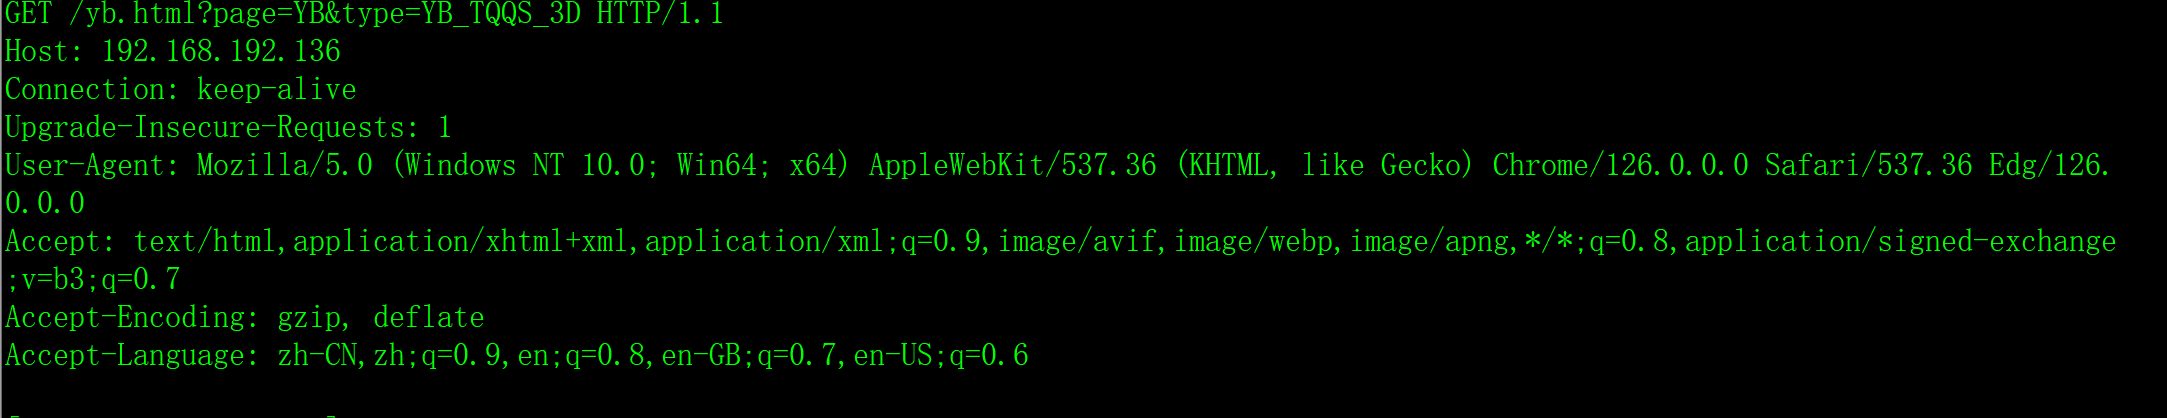 GET /yb.html?page=YB&type=YB_TQQS_3D HTTP/1.1
Host: 192.168.192.136
Connection: keep-alive
Upgrade-Insecure-Requests: 1
User-Agent: Mozilla/5.0 (Windows NT 10.0; Win64; x64) AppleWebKit/537.36 (KHTML, like Gecko) Chrome/126.0.0.0 Safari/537.36 Edg/126.
0.0.0
Accept: text/html,application/xhtml+xml,application/xml;q=0.9,image/avif,image/webp,image/apng,*/*;q=0.8,application/signed-exchange
;v=b3;q=0.7
Accept-Encoding: gzip, deflate
Accept-Language: zh-CN,zh;q=0.9,en;q=0.8,en-GB;q=0.7,en-US;q=0.6